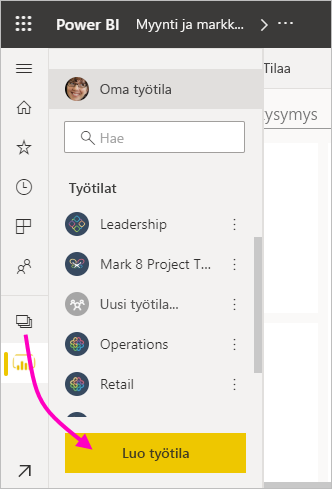 Power BI Myynti ja markk... > ...
Tilaa
Oma työtila
ysymys
Hae
Työtilat
Leadership
Mark 8 Project T...
Uusi työtila...
Operations
Retail
Luo työtila